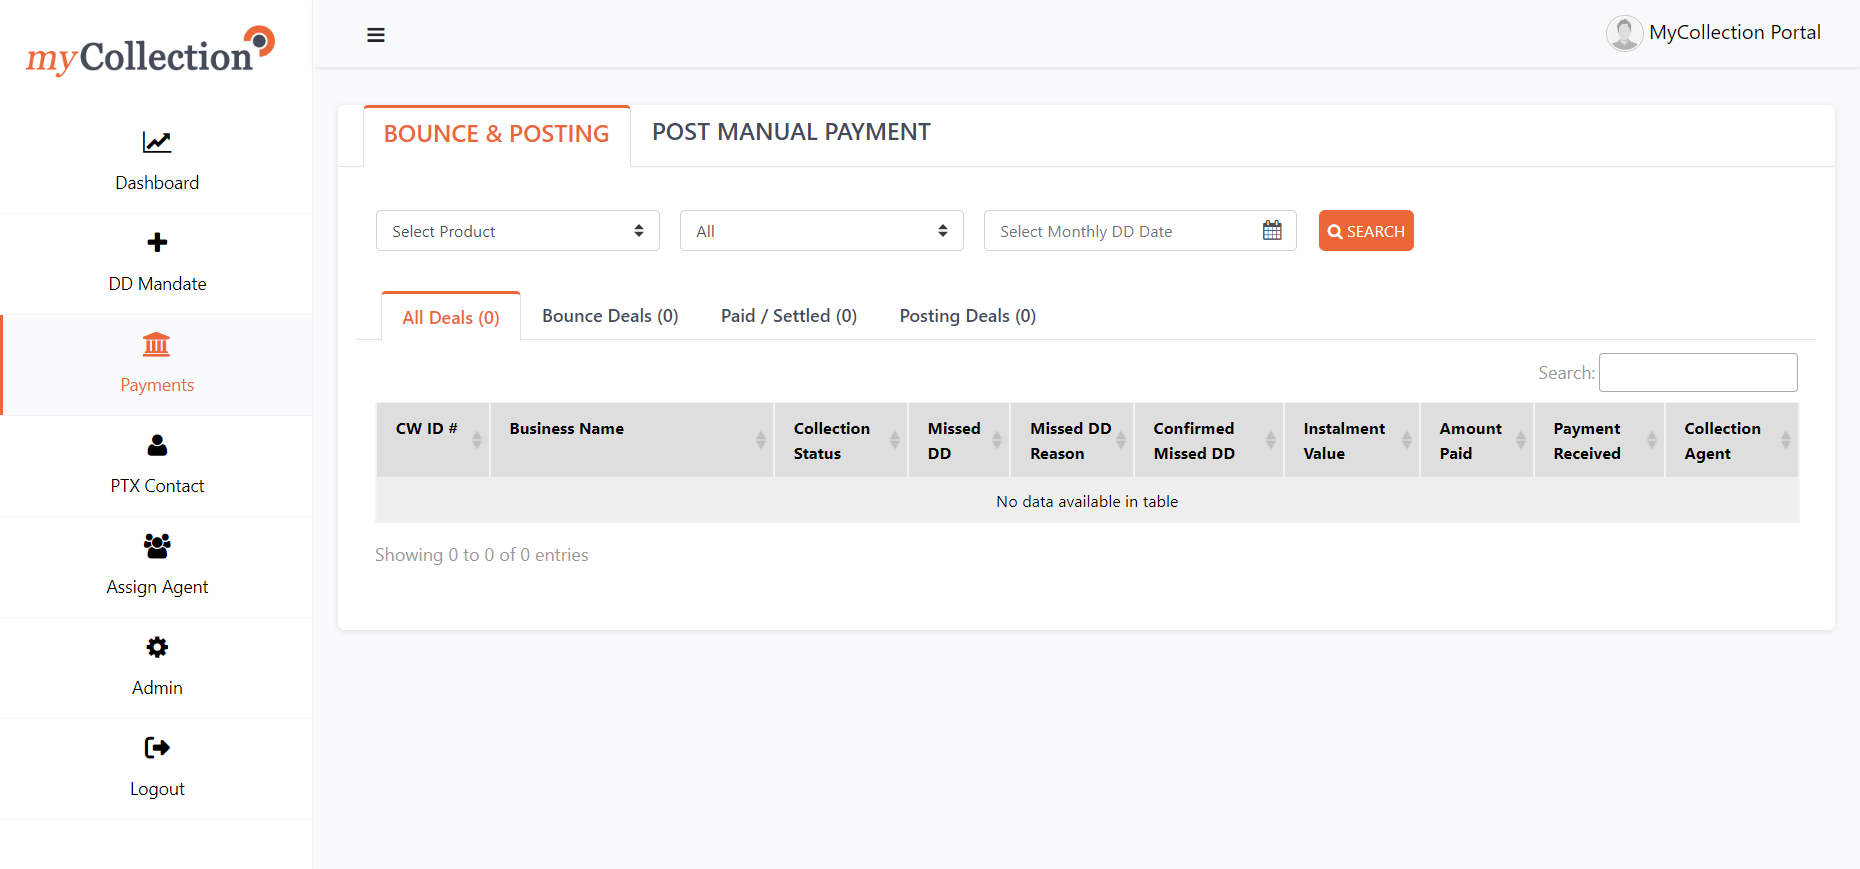 myCollection
MyCollection Portal
Dashboard
DD Mandate
Payments
PTX Contact
Assign Agent
Admin
Logout
BOUNCE & POSTING
POST MANUAL PAYMENT
Select Product
All
Select Monthly DD Date
SEARCH
All Deals (0)
Bounce Deals (0)
Paid / Settled (0)
Posting Deals (0)
Search:
CW ID #
Business Name
Collection
Status
Missed
DD
Missed DD
Reason
Confirmed
Missed DD
Instalment
Value
Amount
Paid
Payment
Received
Collection
Agent
No data available in table
Showing 0 to 0 of 0 entries